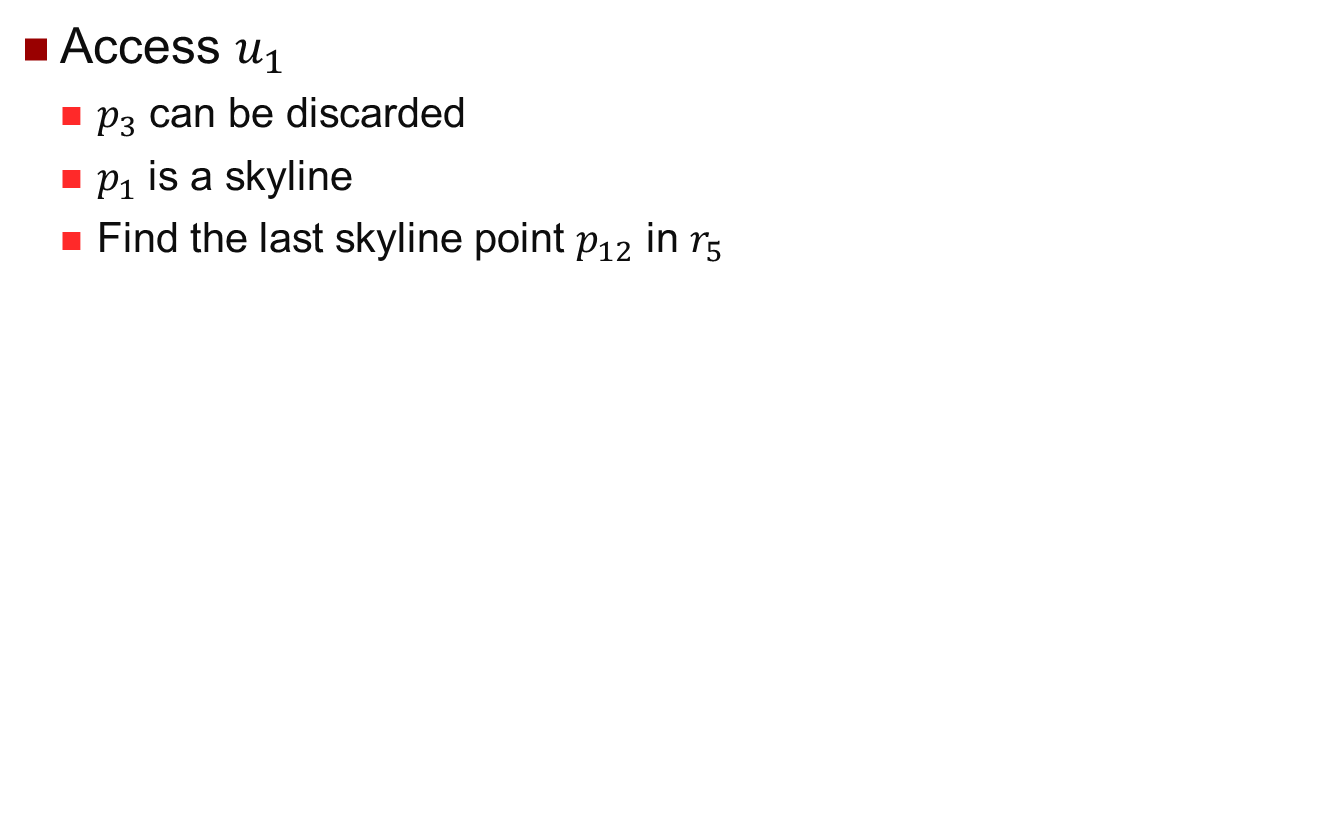 Access u₁
p₃ can be discarded
p₁ is a skyline
Find the last skyline point p₁₂ in r₅